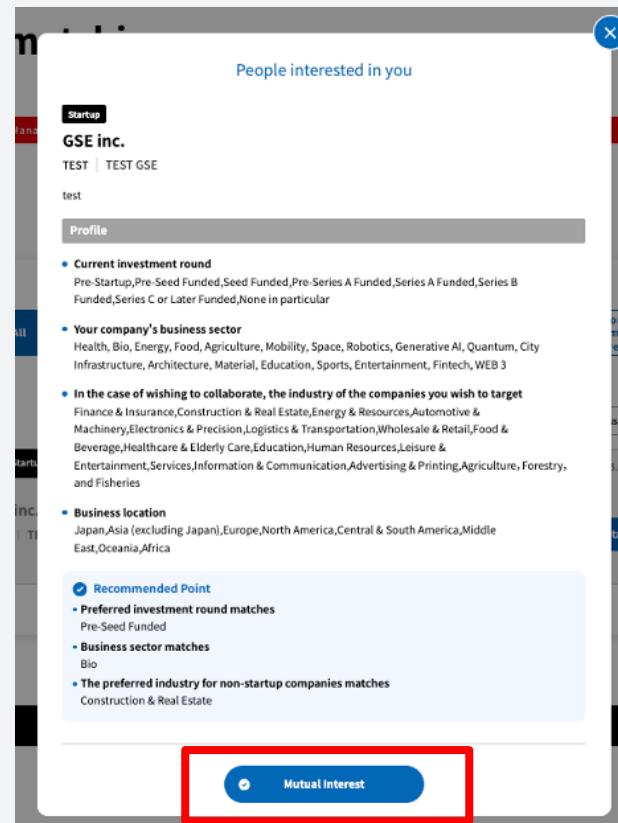 People interested in you
Startup
GSE inc.
TEST | TEST GSE
test
Profile
Current investment round
Pre-Startup,Pre-Seed Funded,Seed Funded,Pre-Series A Funded,Series A Funded,Series B
Funded,Series C or Later Funded,None in particular
Your company's business sector
Health, Bio, Energy, Food, Agriculture, Mobility, Space, Robotics, Generative AI, Quantum, City
Infrastructure, Architecture, Material, Education, Sports, Entertainment, Fintech, WEB 3
In the case of wishing to collaborate, the industry of the companies you wish to target
Finance & Insurance,Construction & Real Estate,Energy & Resources,Automotive &
Machinery,Electronics & Precision,Logistics & Transportation,Wholesale & Retail,Food &
Beverage,Healthcare & Elderly Care,Education,Human Resources,Leisure &
Entertainment,Services,Information & Communication,Advertising & Printing,Agriculture, Forestry,
and Fisheries
Business location
Japan,Asia (excluding Japan),Europe,North America,Central & South America,Middle
East,Oceania,Africa
Recommended Point
Preferred investment round matches
Pre-Seed Funded
Business sector matches
Bio
The preferred industry for non-startup companies matches
Construction & Real Estate
Mutual Interest